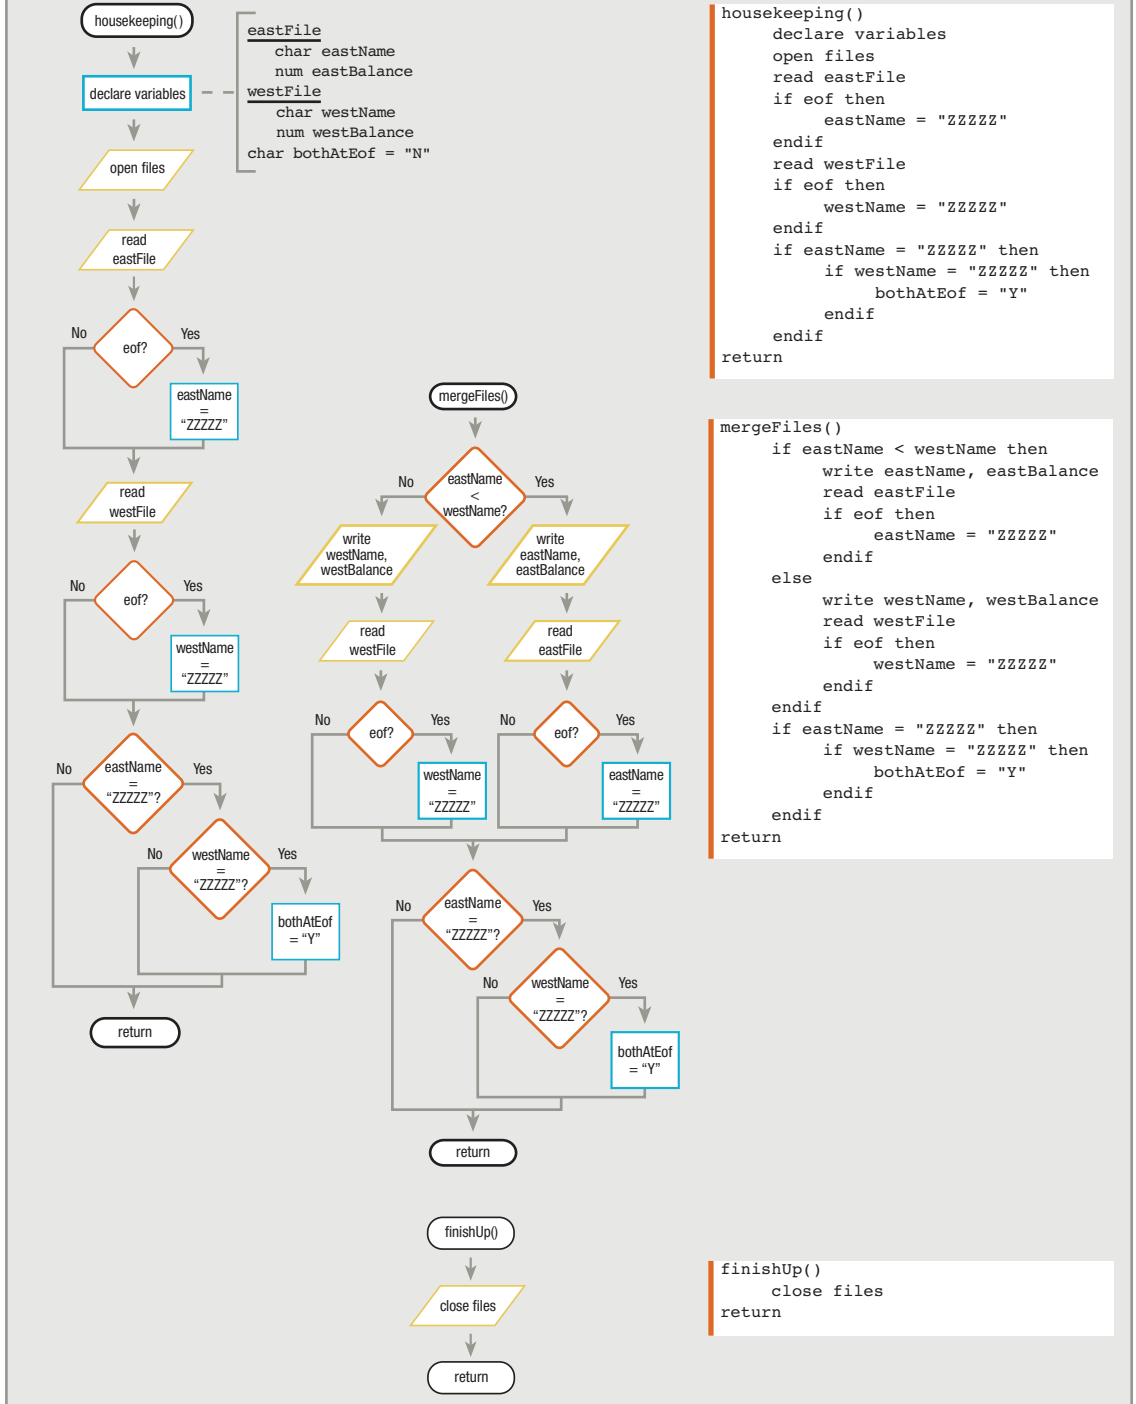 housekeeping()
declare variables
eastFile
char eastName
num eastBalance
westFile
char westName
num westBalance
char bothAtEof = "N"
open files
read
eastFile
eof?
No
Yes
eastName
=
“ZZZZZ”
read
westFile
eof?
No
Yes
westName
=
“ZZZZZ”
eastName
=
“ZZZZZ”?
No
Yes
westName
=
“ZZZZZ”?
No
Yes
bothAtEof
= “Y”
return
mergeFiles()
eastName
<
westName?
No
Yes
write
westName,
westBalance
write
eastName,
eastBalance
read
westFile
read
eastFile
eof?
No
Yes
westName
=
“ZZZZZ”
eof?
No
Yes
eastName
=
“ZZZZZ”
eastName
=
“ZZZZZ”?
No
Yes
westName
=
“ZZZZZ”?
No
Yes
bothAtEof
= “Y”
return
finishUp()
close files
return
housekeeping()
declare variables
open files
read eastFile
if eof then
eastName = "ZZZZZ"
endif
read westFile
if eof then
westName = "ZZZZZ"
endif
if eastName = "ZZZZZ" then
if westName = "ZZZZZ" then
bothAtEof = "Y"
endif
endif
return
mergeFiles()
if eastName < westName then
write eastName, eastBalance
read eastFile
if eof then
eastName = "ZZZZZ"
endif
else
write westName, westBalance
read westFile
if eof then
westName = "ZZZZZ"
endif
endif
if eastName = "ZZZZZ" then
if westName = "ZZZZZ" then
bothAtEof = "Y"
endif
endif
return
finishUp()
close files
return